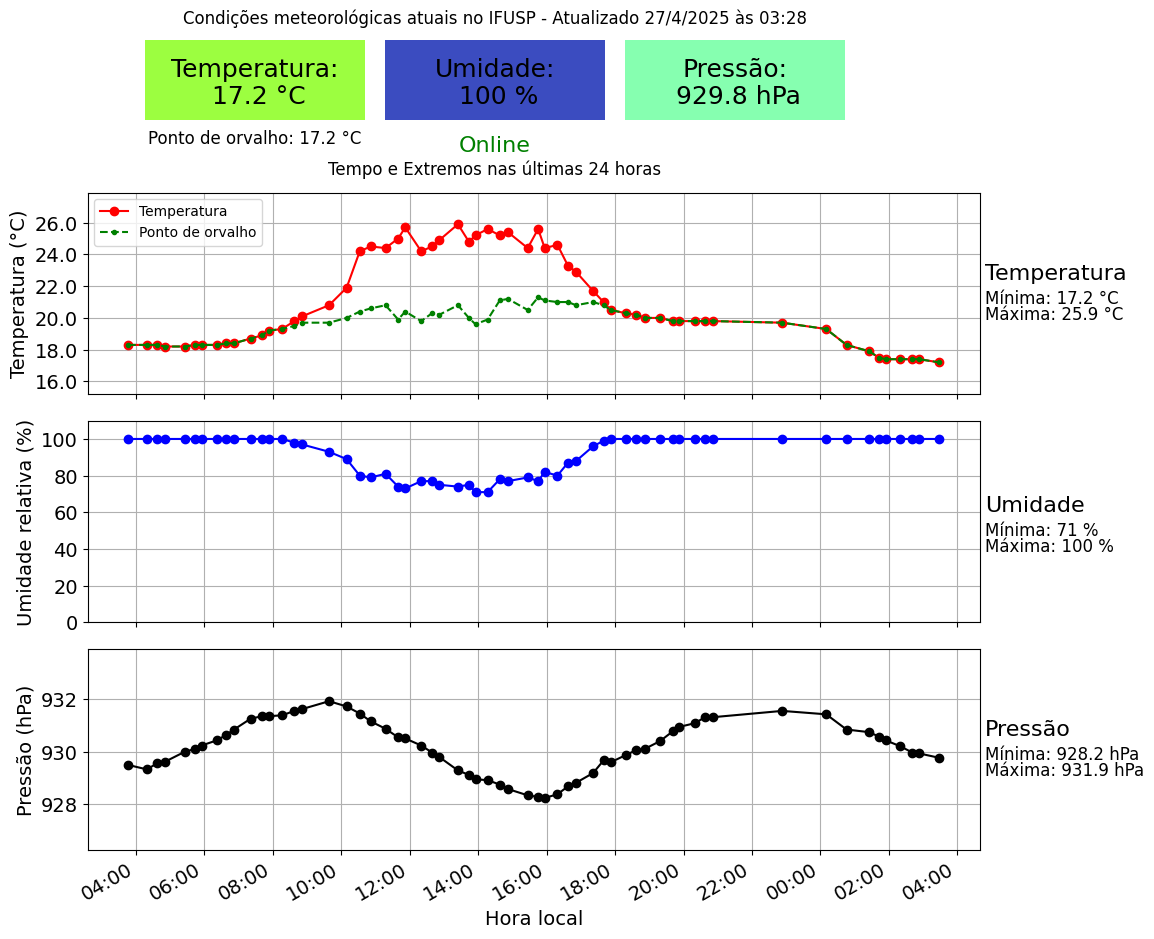 Condições meteorológicas atuais no IFUSP - Atualizado 27/4/2025 às 03:28
Temperatura:
17.2 °C
Umidade:
100 %
Pressão:
929.8 hPa
Ponto de orvalho: 17.2 °C
Online
Tempo e Extremos nas últimas 24 horas
Temperatura (°C)
26.0
24.0
22.0
20.0
18.0
16.0
Temperatura
Ponto de orvalho
Temperatura
Mínima: 17.2 °C
Máxima: 25.9 °C
Umidade relativa (%)
100
80
60
40
20
0
Umidade
Mínima: 71 %
Máxima: 100 %
Pressão (hPa)
932
930
928
Pressão
Mínima: 928.2 hPa
Máxima: 931.9 hPa
04:00 06:00 08:00 10:00 12:00 14:00 16:00 18:00 20:00 22:00 00:00 02:00 04:00
Hora local